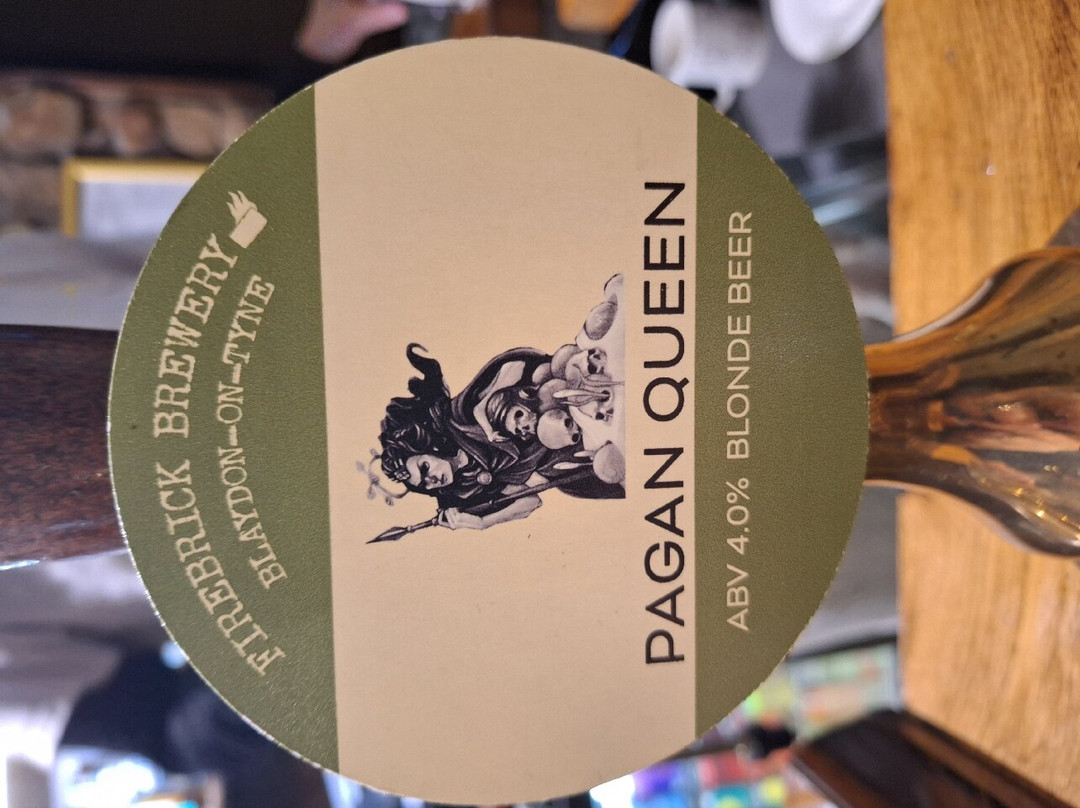 FIREBRICK BREWERY
BLAYDON-ON-TYNE
PAGAN QUEEN
ABV 4.0% BLONDE BEER